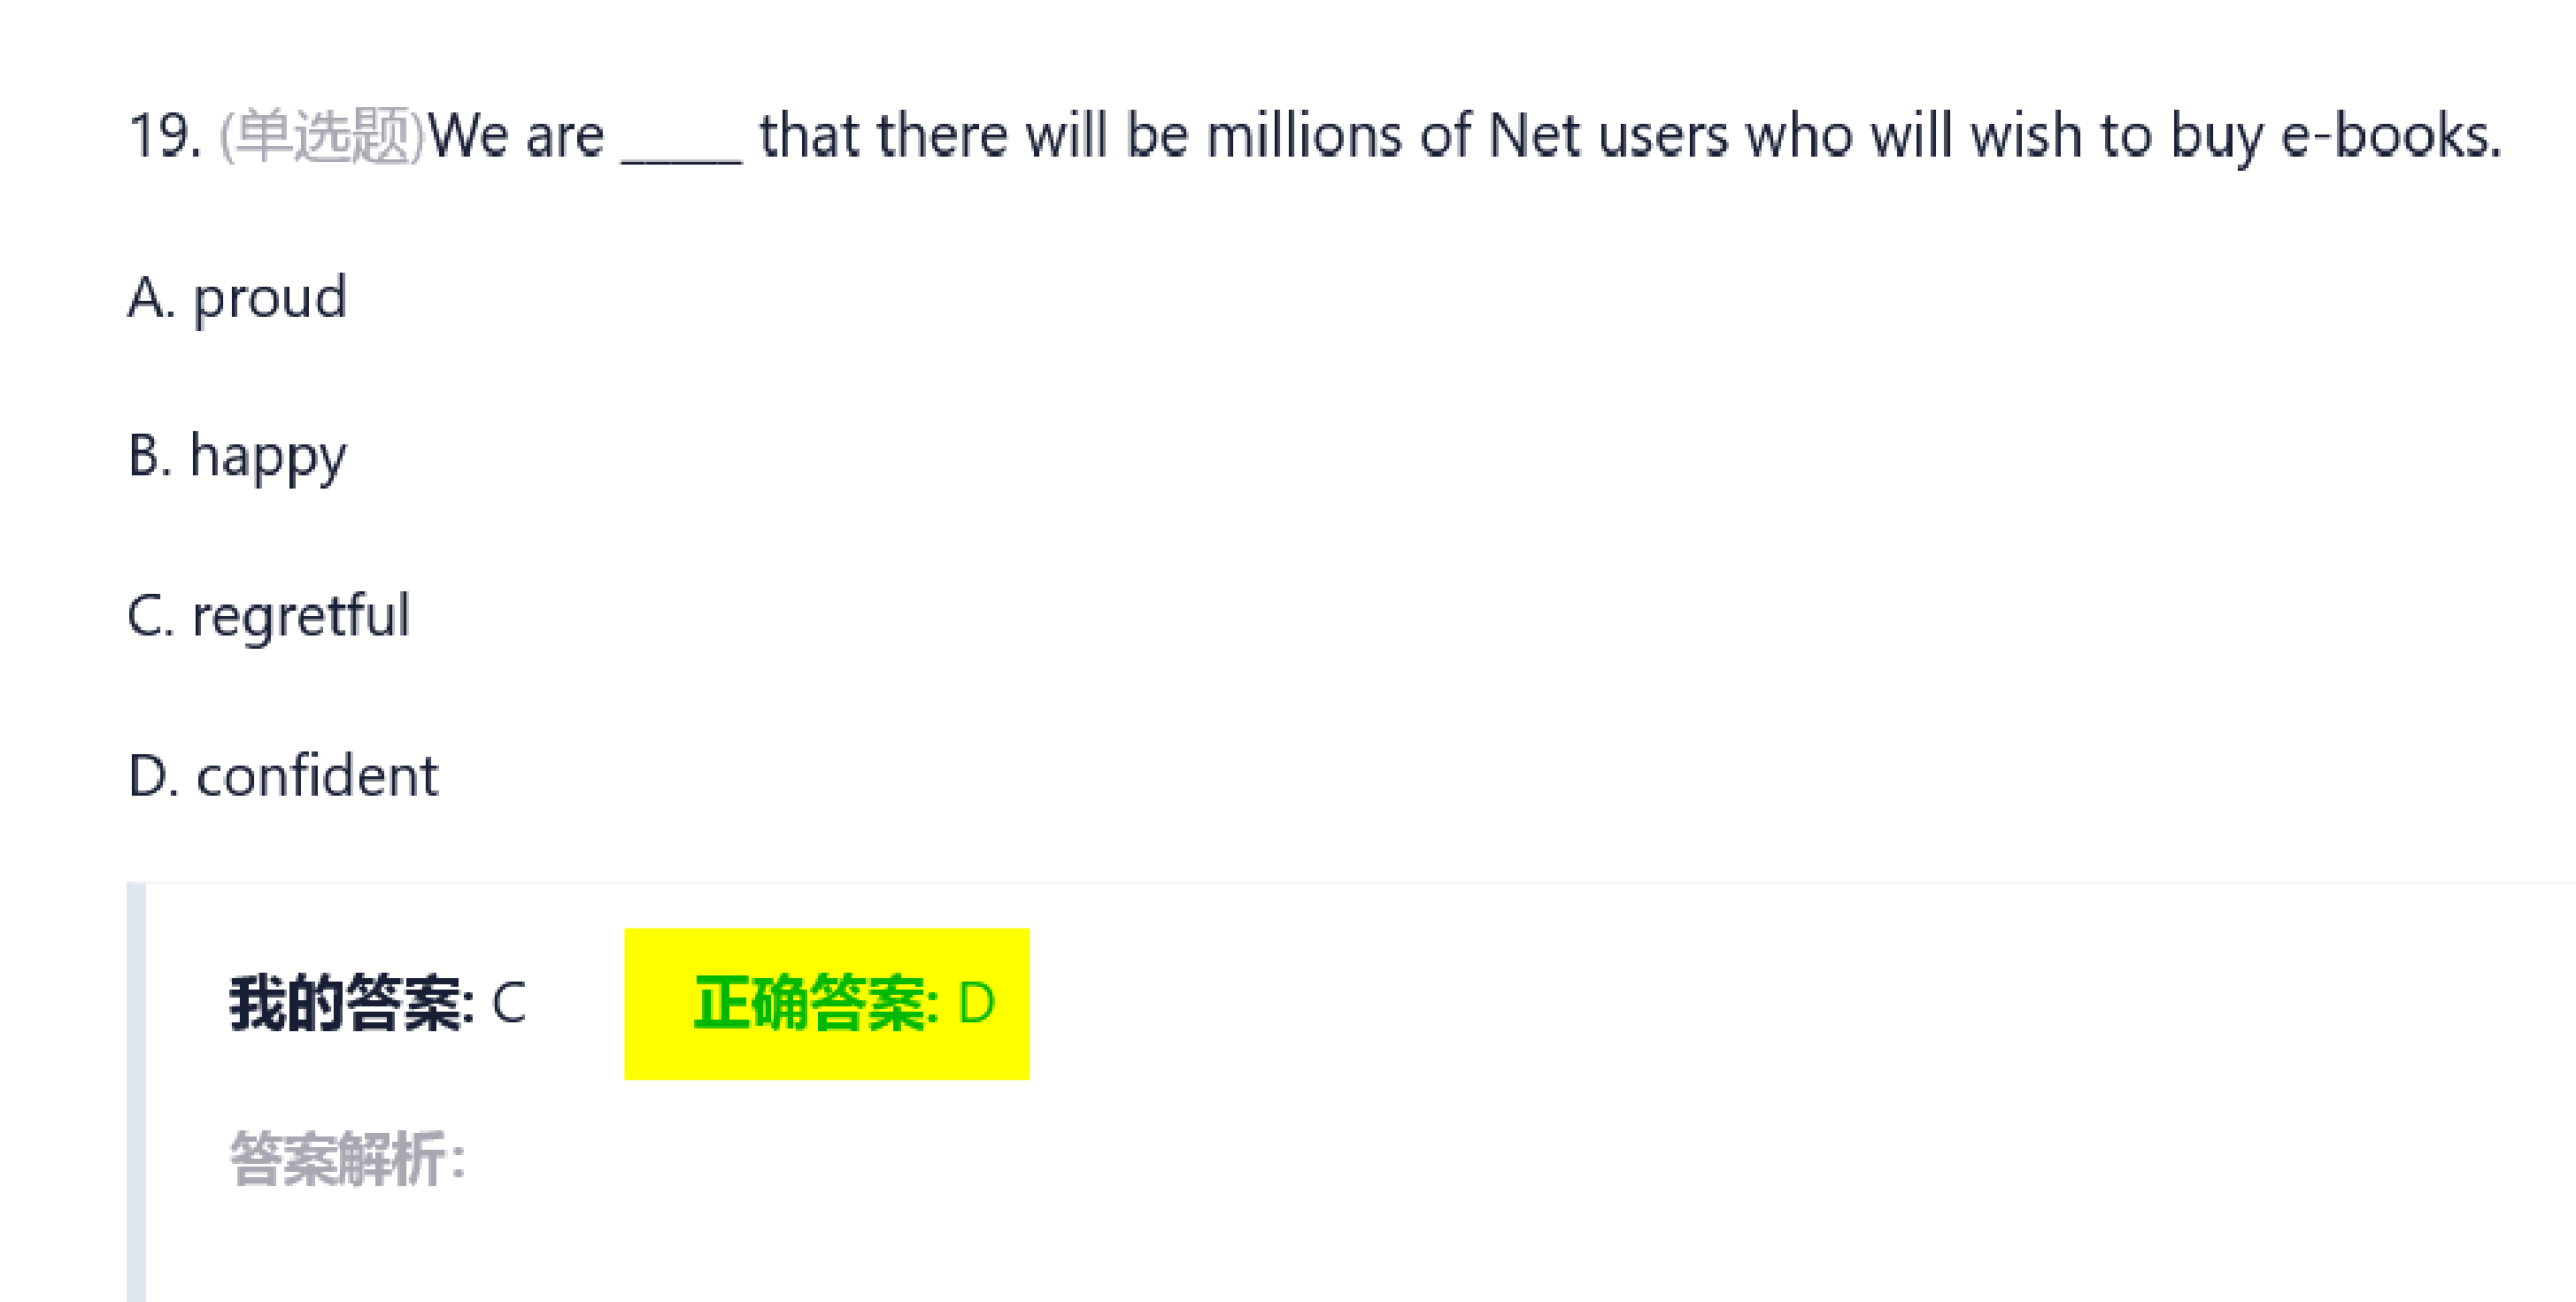 19. (单选题)We are _____ that there will be millions of Net users who will wish to buy e-books.
A. proud
B. happy
C. regretful
D. confident
我的答案: C 正确答案: D
答案解析: